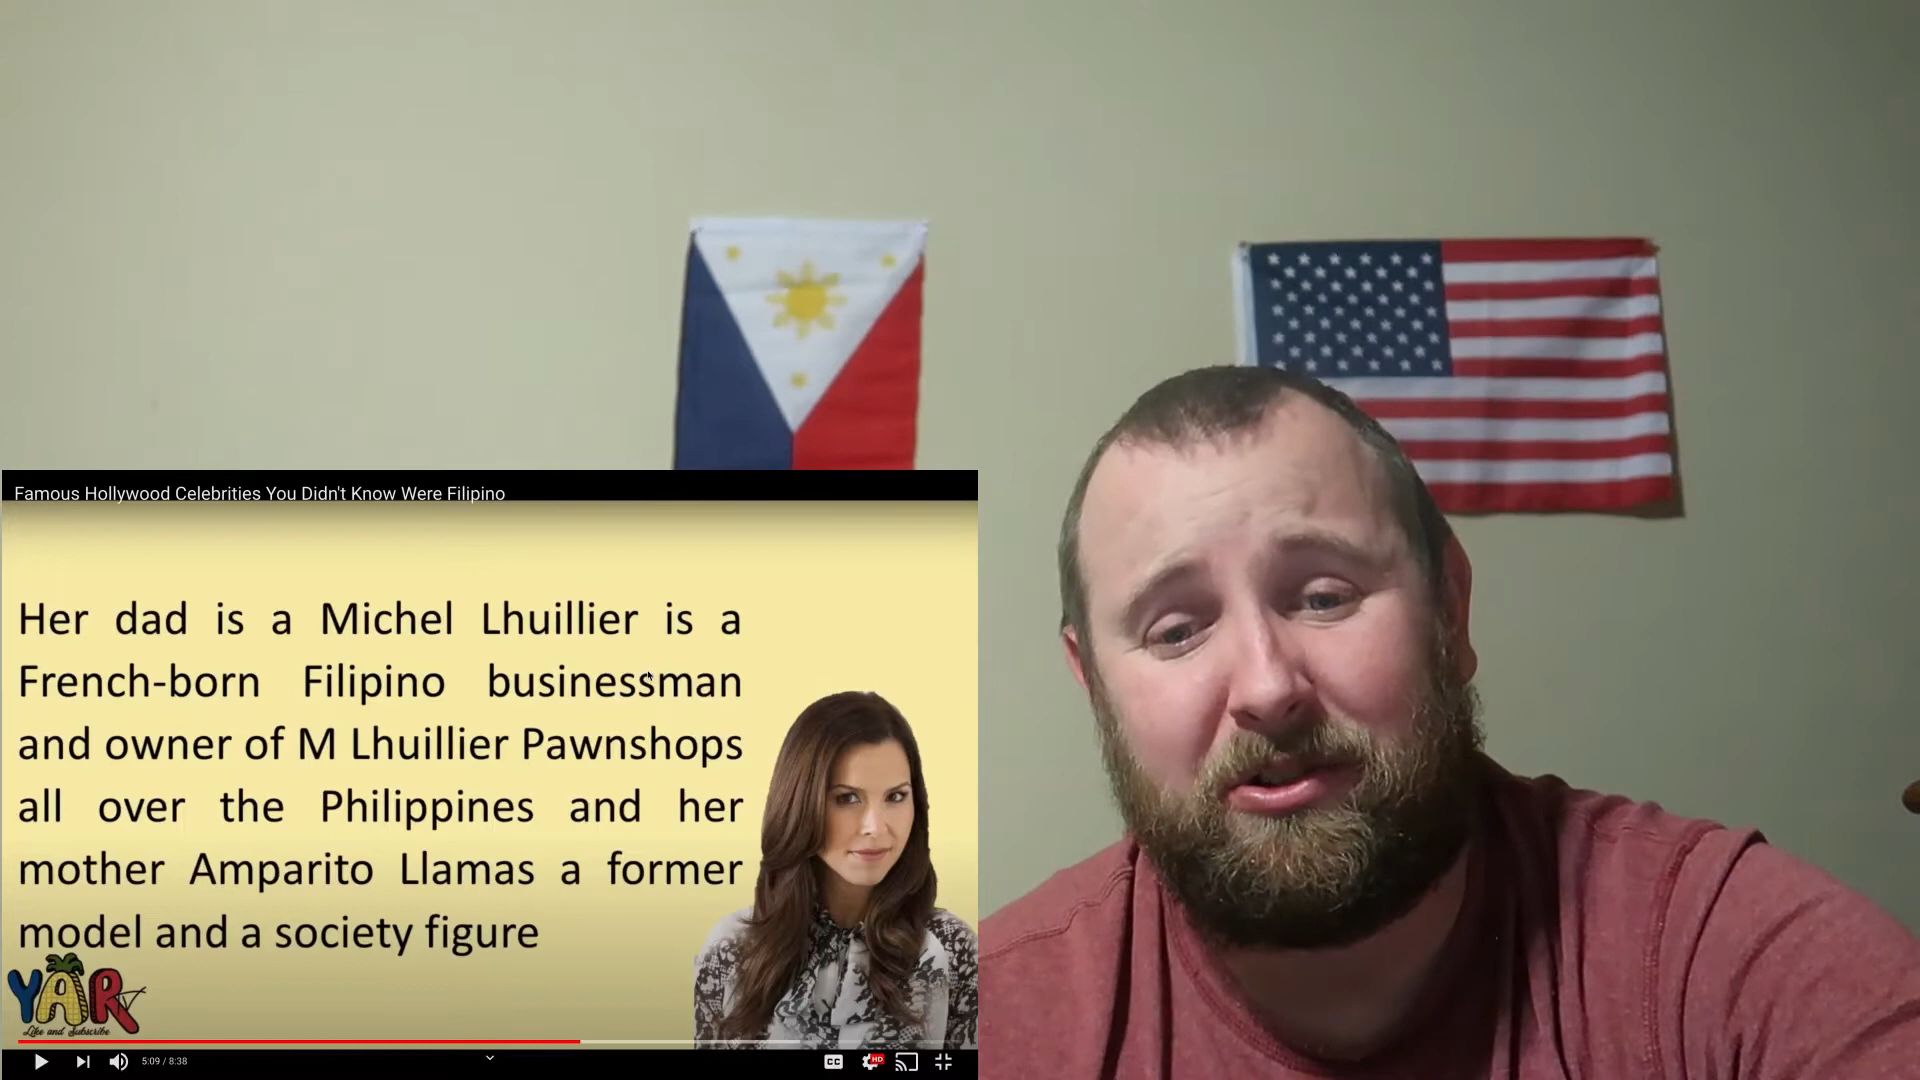 Famous Hollywood Celebrities You Didn't Know Were Filipino
Her dad is a Michel Lhuillier is a
French-born Filipino businessman
and owner of M Lhuillier Pawnshops
all over the Philippines and her
mother Amparito Llamas a former
model and a society figure
YAR
Like and Subscribe
5:09 / 8:38
CC
HD